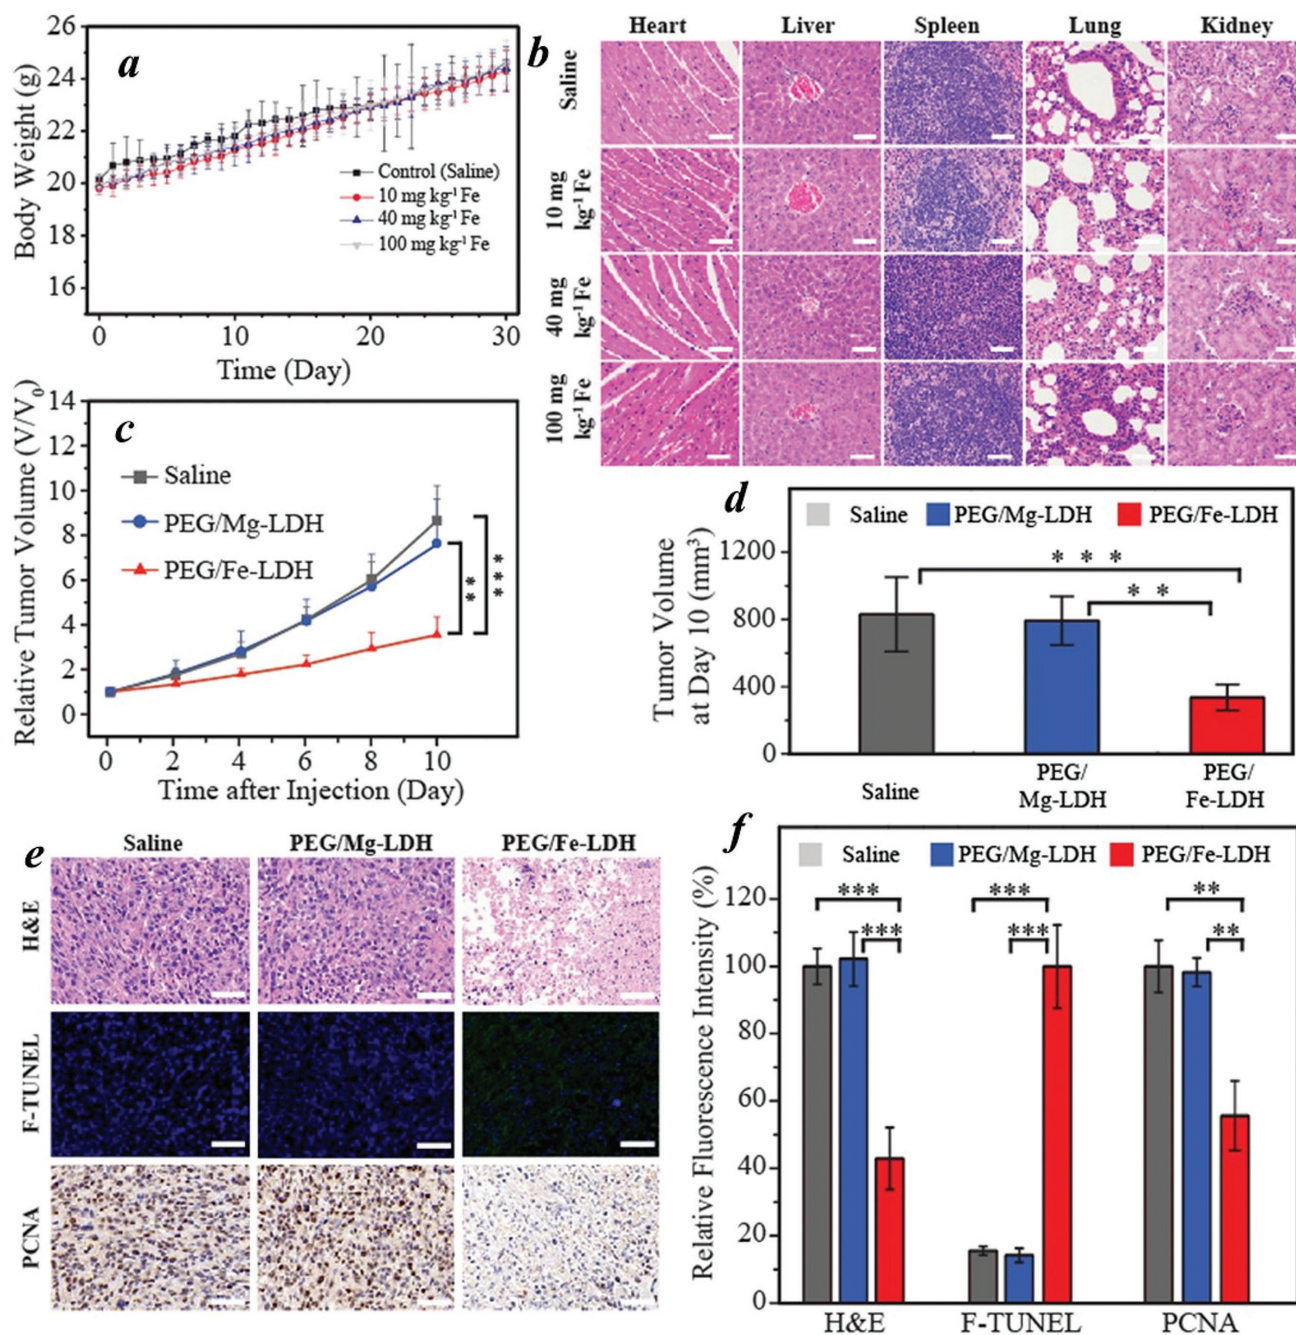 a
26
24
22
20
18
16
Body Weight (g)
Control (Saline)
10 mg kg⁻¹ Fe
40 mg kg⁻¹ Fe
100 mg kg⁻¹ Fe
0
10
20
30
Time (Day)
b
Heart
Liver
Spleen
Lung
Kidney
Saline
10 mg
kg⁻¹ Fe
40 mg
kg⁻¹ Fe
100 mg
kg⁻¹ Fe
c
14
12
10
8
6
4
2
0
Relative Tumor Volume (V/V₀)
Saline
PEG/Mg-LDH
PEG/Fe-LDH
**
***
0
2
4
6
8
10
Time after Injection (Day)
d
Saline
PEG/Mg-LDH
PEG/Fe-LDH
1200
800
400
0
Tumor Volume
at Day 10 (mm³)
* * *
* *
Saline
PEG/
Mg-LDH
PEG/
Fe-LDH
e
Saline
PEG/Mg-LDH
PEG/Fe-LDH
H&E
F-TUNEL
PCNA
f
Saline
PEG/Mg-LDH
PEG/Fe-LDH
120
100
80
60
40
20
0
Relative Fluorescence Intensity (%)
***
***
***
***
**
**
H&E
F-TUNEL
PCNA